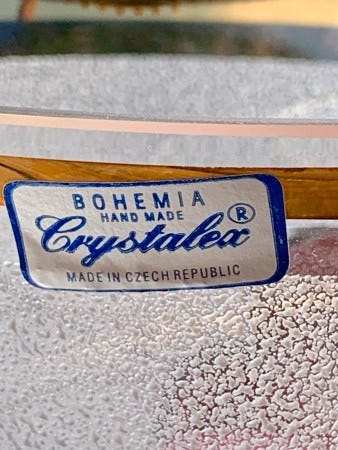 BOHEMIA
HAND MADE
Crystalex®
MADE IN CZECH REPUBLIC